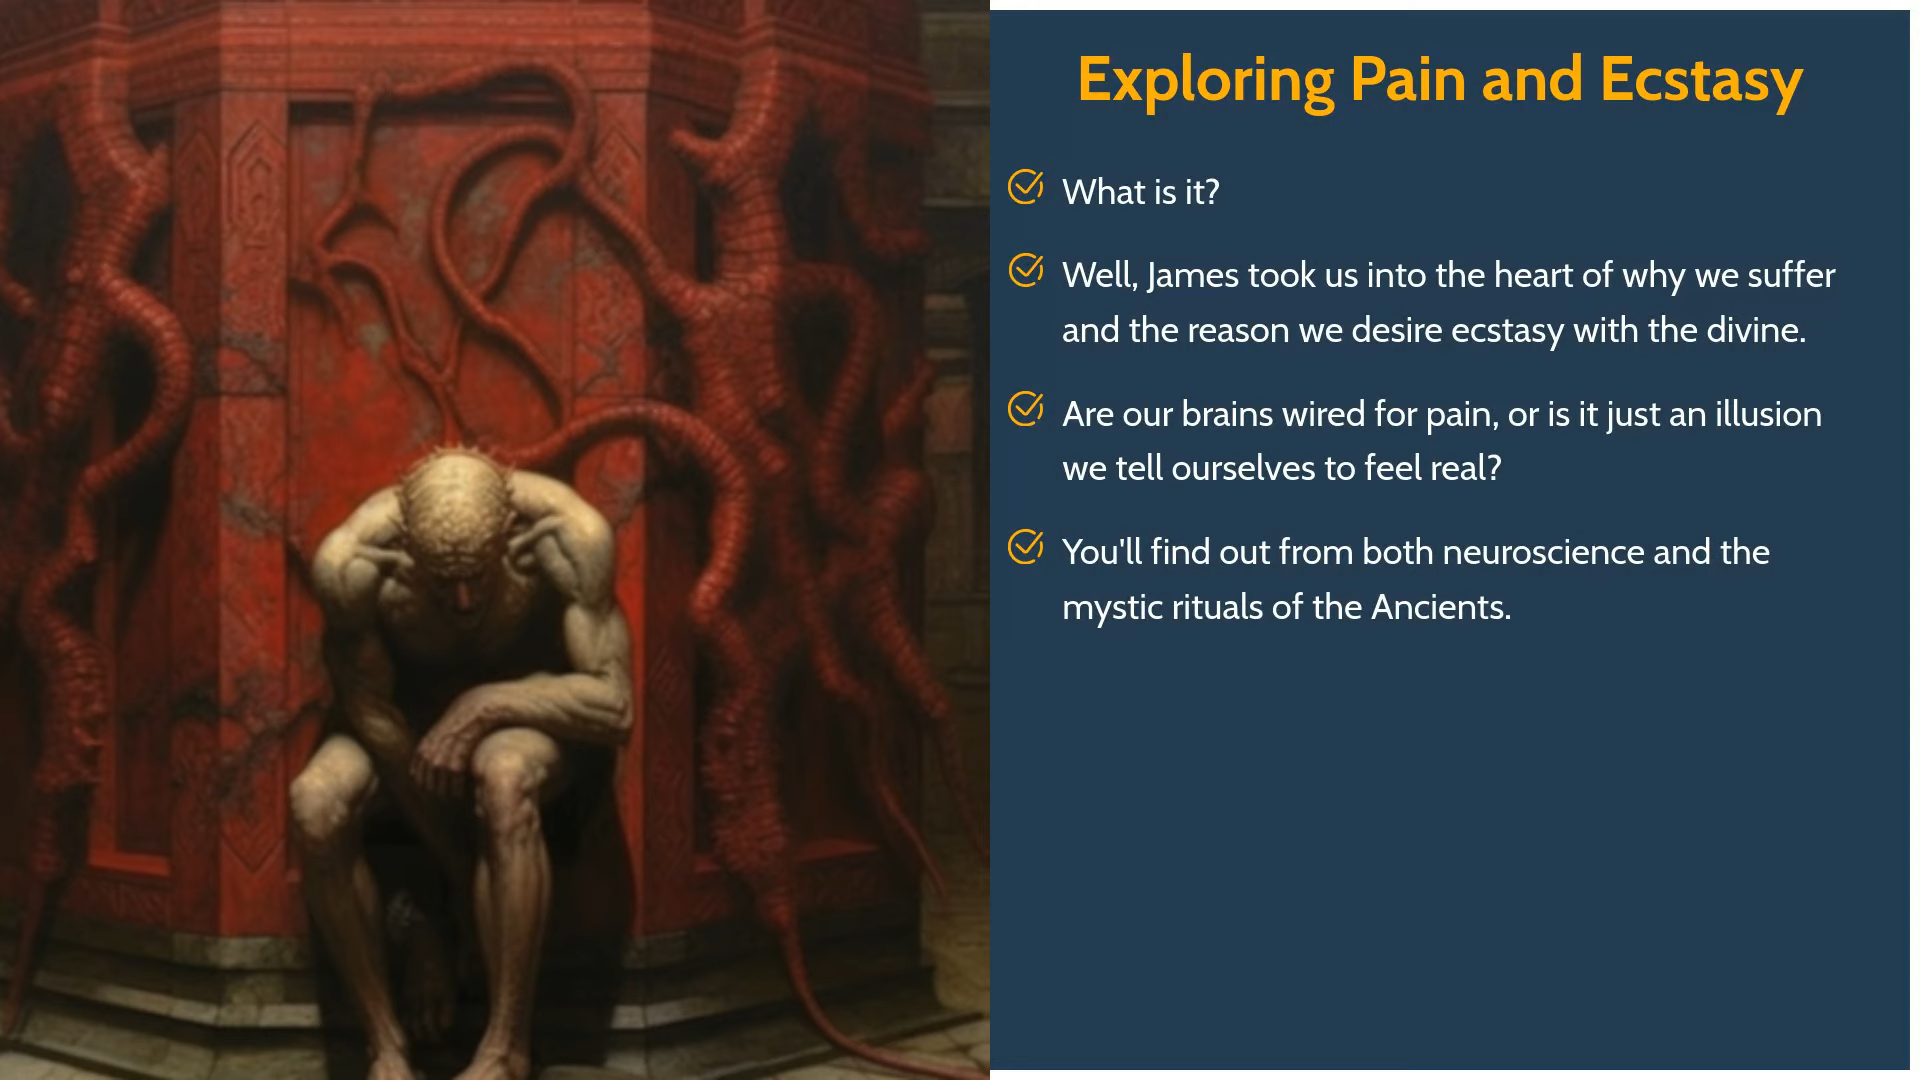 Exploring Pain and Ecstasy
What is it?
Well, James took us into the heart of why we suffer
and the reason we desire ecstasy with the divine.
Are our brains wired for pain, or is it just an illusion
we tell ourselves to feel real?
You'll find out from both neuroscience and the
mystic rituals of the Ancients.